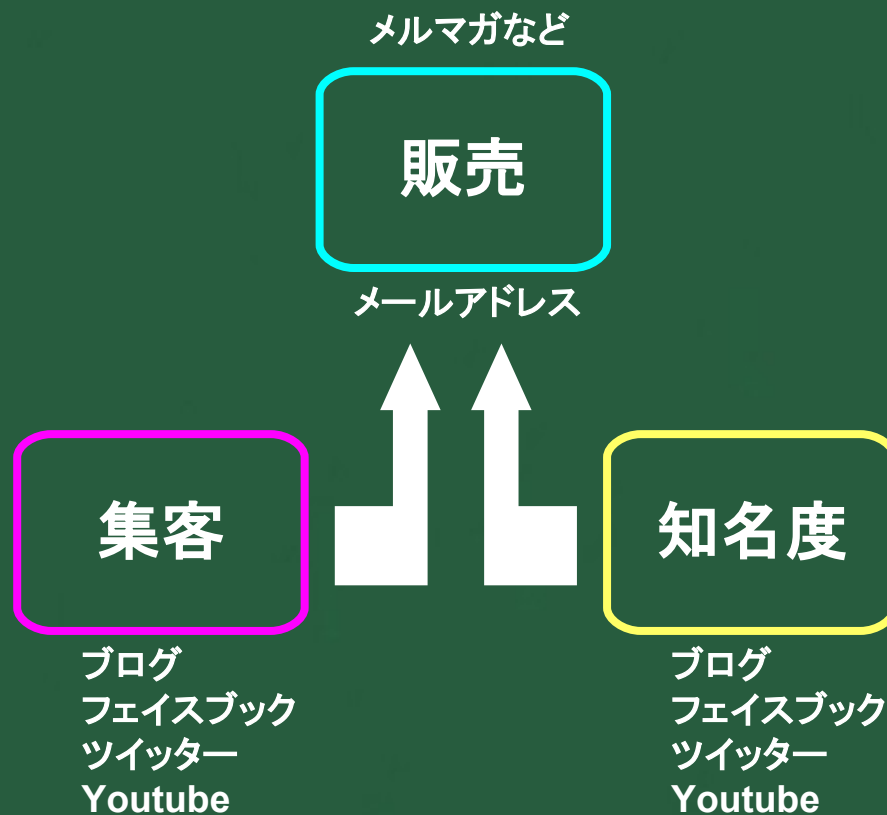 メルマガなど
販売
メールアドレス
集客
知名度
ブログ
フェイスブック
ツイッター
Youtube
ブログ
フェイスブック
ツイッター
Youtube